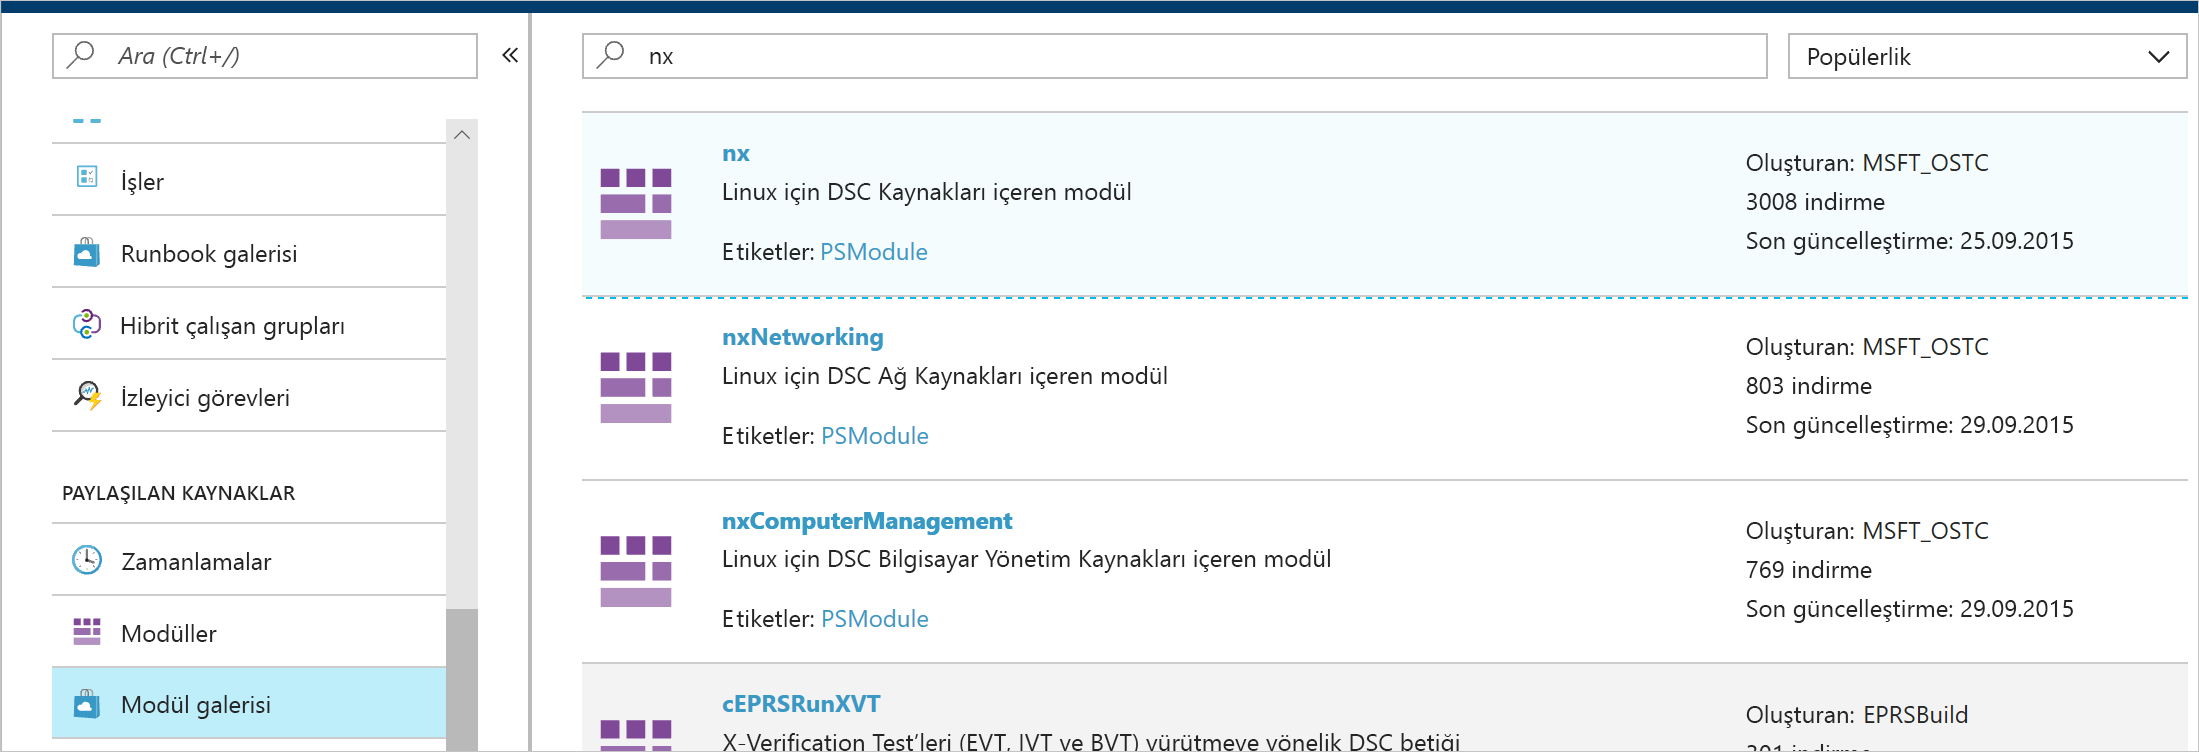 Ara (Ctrl+/)
«
İşler
Runbook galerisi
Hibrit çalışan grupları
İzleyici görevleri
PAYLAŞILAN KAYNAKLAR
Zamanlamalar
Modüller
Modül galerisi
nx
Popülerlik
nx
Linux için DSC Kaynakları içeren modül
Etiketler: PSModule
Oluşturan: MSFT_OSTC
3008 indirme
Son güncelleştirme: 25.09.2015
nxNetworking
Linux için DSC Ağ Kaynakları içeren modül
Etiketler: PSModule
Oluşturan: MSFT_OSTC
803 indirme
Son güncelleştirme: 29.09.2015
nxComputerManagement
Linux için DSC Bilgisayar Yönetim Kaynakları içeren modül
Etiketler: PSModule
Oluşturan: MSFT_OSTC
769 indirme
Son güncelleştirme: 29.09.2015
cEPRSRunXVT
X-Verification Test’leri (EVT, IVT ve BVT) yürütmeye yönelik DSC betiği
Oluşturan: EPRSBuild
indirme